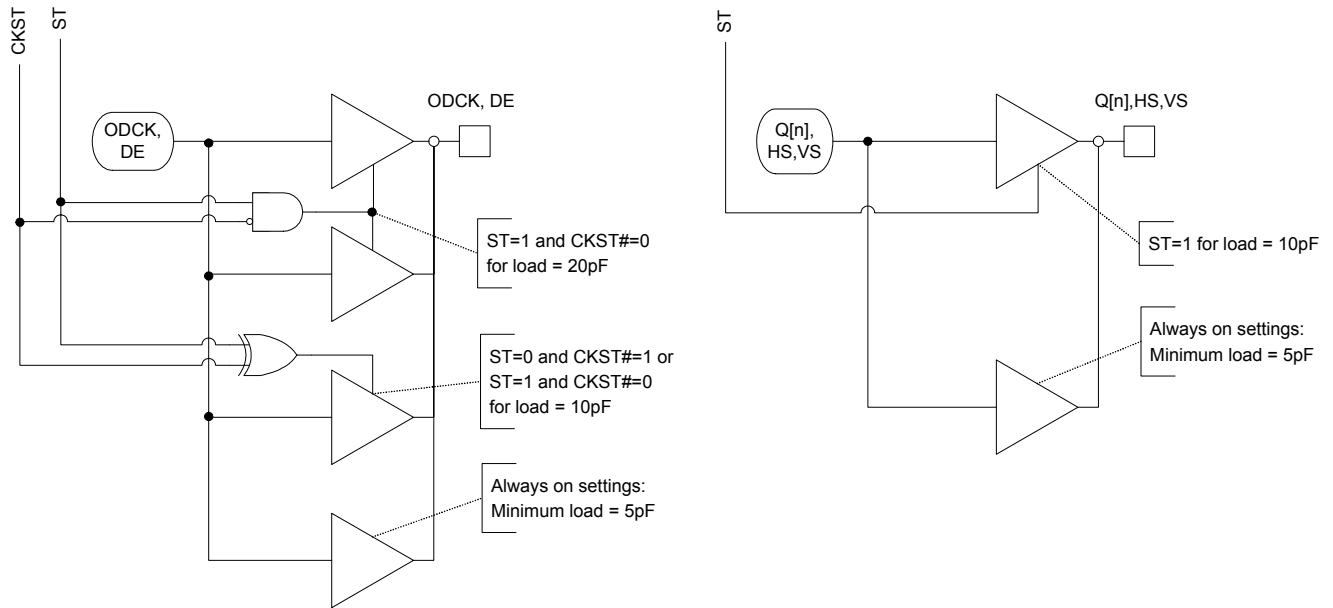 CKST
ST
ODCK,
DE
ODCK, DE
ST=1 and CKST#=0
for load = 20pF
ST=0 and CKST#=1 or
ST=1 and CKST#=0
for load = 10pF
Always on settings:
Minimum load = 5pF
ST
Q[n],
HS,VS
Q[n],HS,VS
ST=1 for load = 10pF
Always on settings:
Minimum load = 5pF